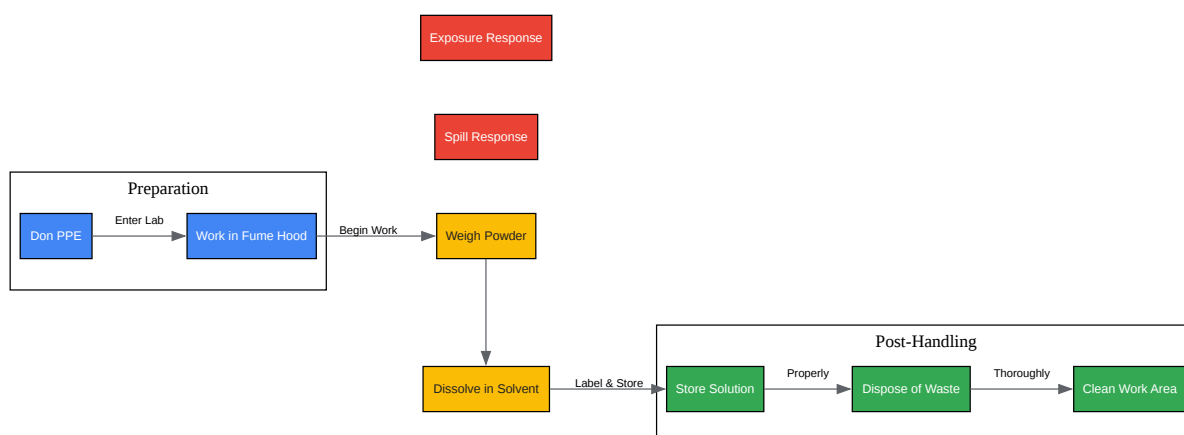 Exposure Response
Spill Response
Preparation
Don PPE
Enter Lab
Work in Fume Hood
Begin Work
Weigh Powder
Dissolve in Solvent
Label & Store
Post-Handling
Store Solution
Properly
Dispose of Waste
Thoroughly
Clean Work Area